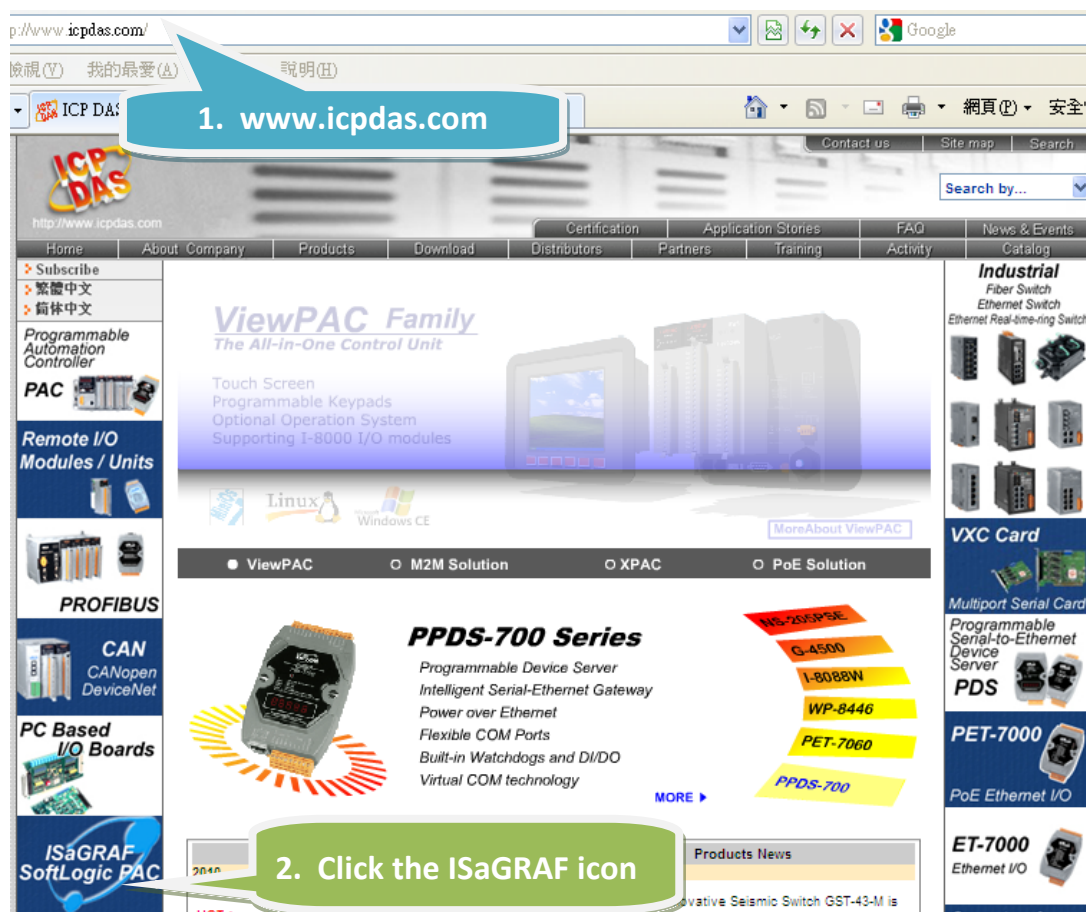 p://www.icpdas.com/
Google
檢視(V) 我的最愛(A) 說明(H)
ICP DAS
網頁(P)
1. www.icpdas.com
ICP
DAS
http://www.icpdas.com
Contact us Site map Search
Search by...
Certification Application Stories FAQ News & Events
Home About Company Products Download Distributors Partners Training Activity Catalog
Subscribe
繁體中文
简体中文
Programmable
Automation
Controller
PAC
Remote I/O
Modules / Units
PROFIBUS
CAN
CANopen
DeviceNet
PC Based
I/O Boards
ISaGRAF
SoftLogic PAC
ViewPAC Family
The All-in-One Control Unit
Touch Screen
Programmable Keypads
Optional Operation System
Supporting I-8000 I/O modules
Linux
Windows CE
MoreAbout ViewPAC
ViewPAC M2M Solution XPAC PoE Solution
PPDS-700 Series
Programmable Device Server
Intelligent Serial-Ethernet Gateway
Power over Ethernet
Flexible COM Ports
Built-in Watchdogs and DI/DO
Virtual COM technology
MORE
NS-205PSE
G-4500
I-8088W
WP-8446
PET-7060
PPDS-700
2. Click the ISaGRAF icon
Products News
2010
Seismic Switch GST-43-M is
Industrial
Fiber Switch
Ethernet Switch
Ethernet Real-time-ring Switch
VXC Card
Multiport Serial Card
Programmable
Serial-to-Ethernet
Device
Server
PDS
PET-7000
PoE Ethernet I/O
ET-7000
Ethernet I/O